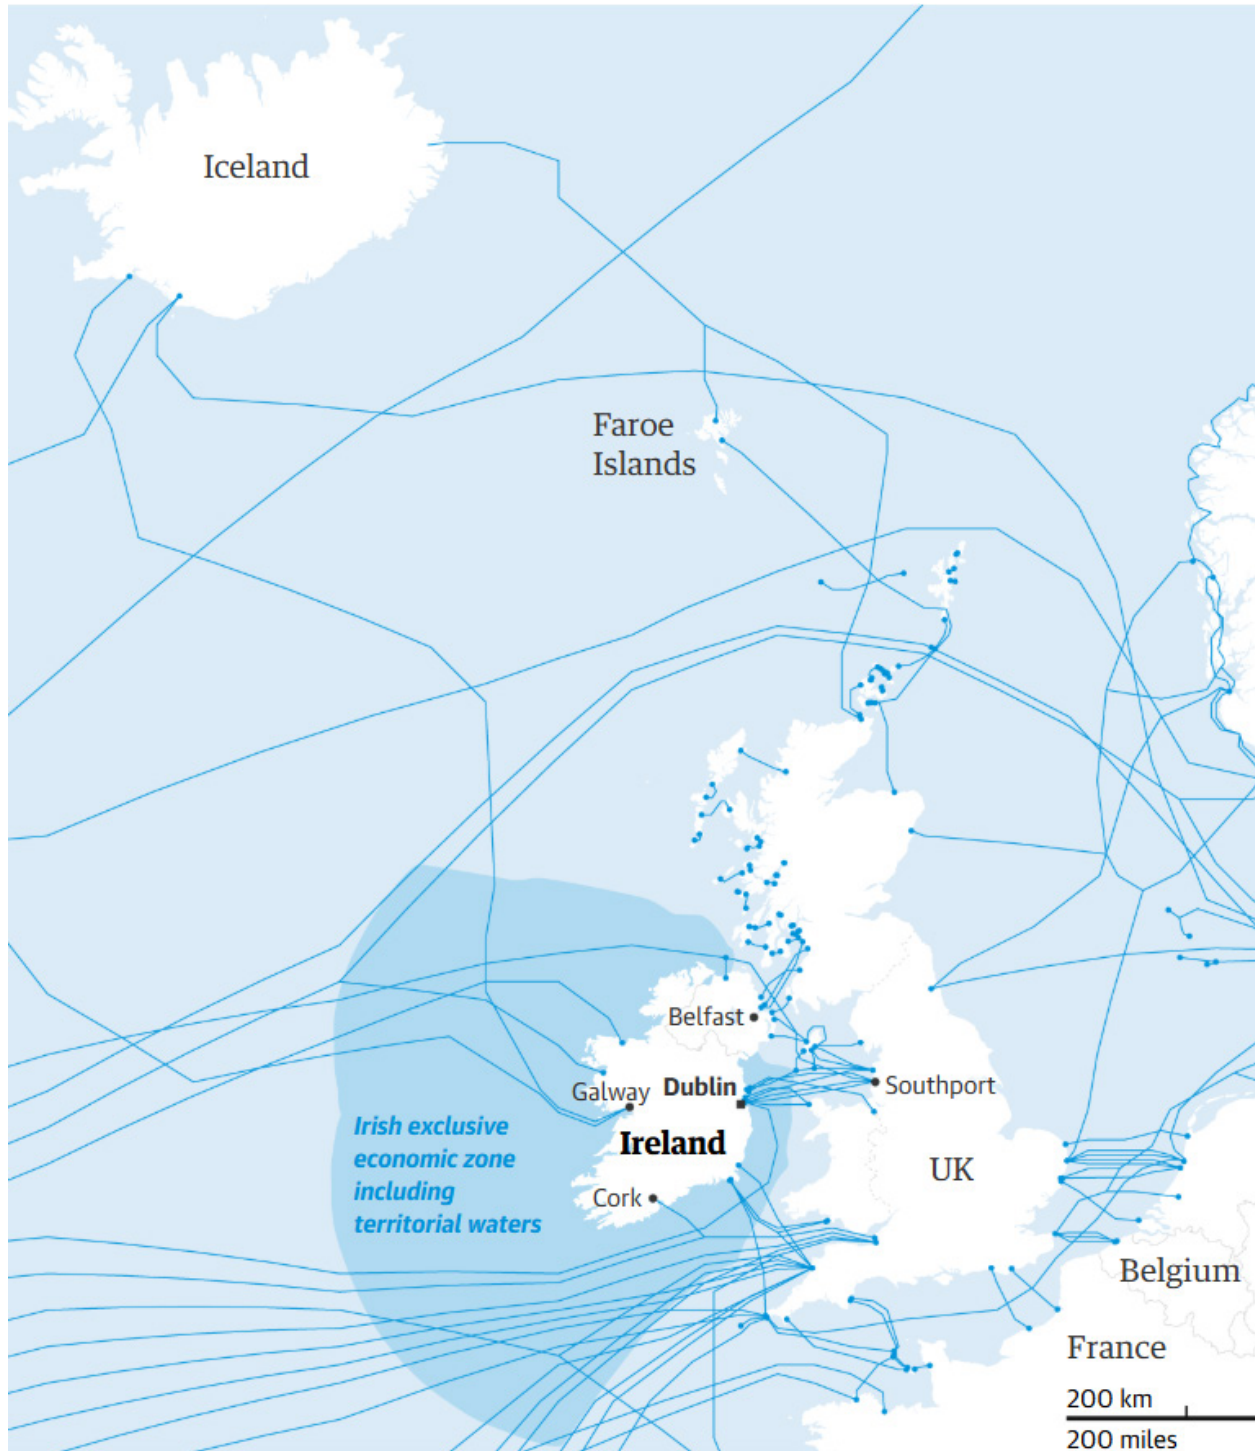 Iceland
Faroe
Islands
Belfast
Dublin
Southport
Galway
Ireland
Irish exclusive
economic zone
including
territorial waters
UK
Cork
Belgium
France
200 km
200 miles